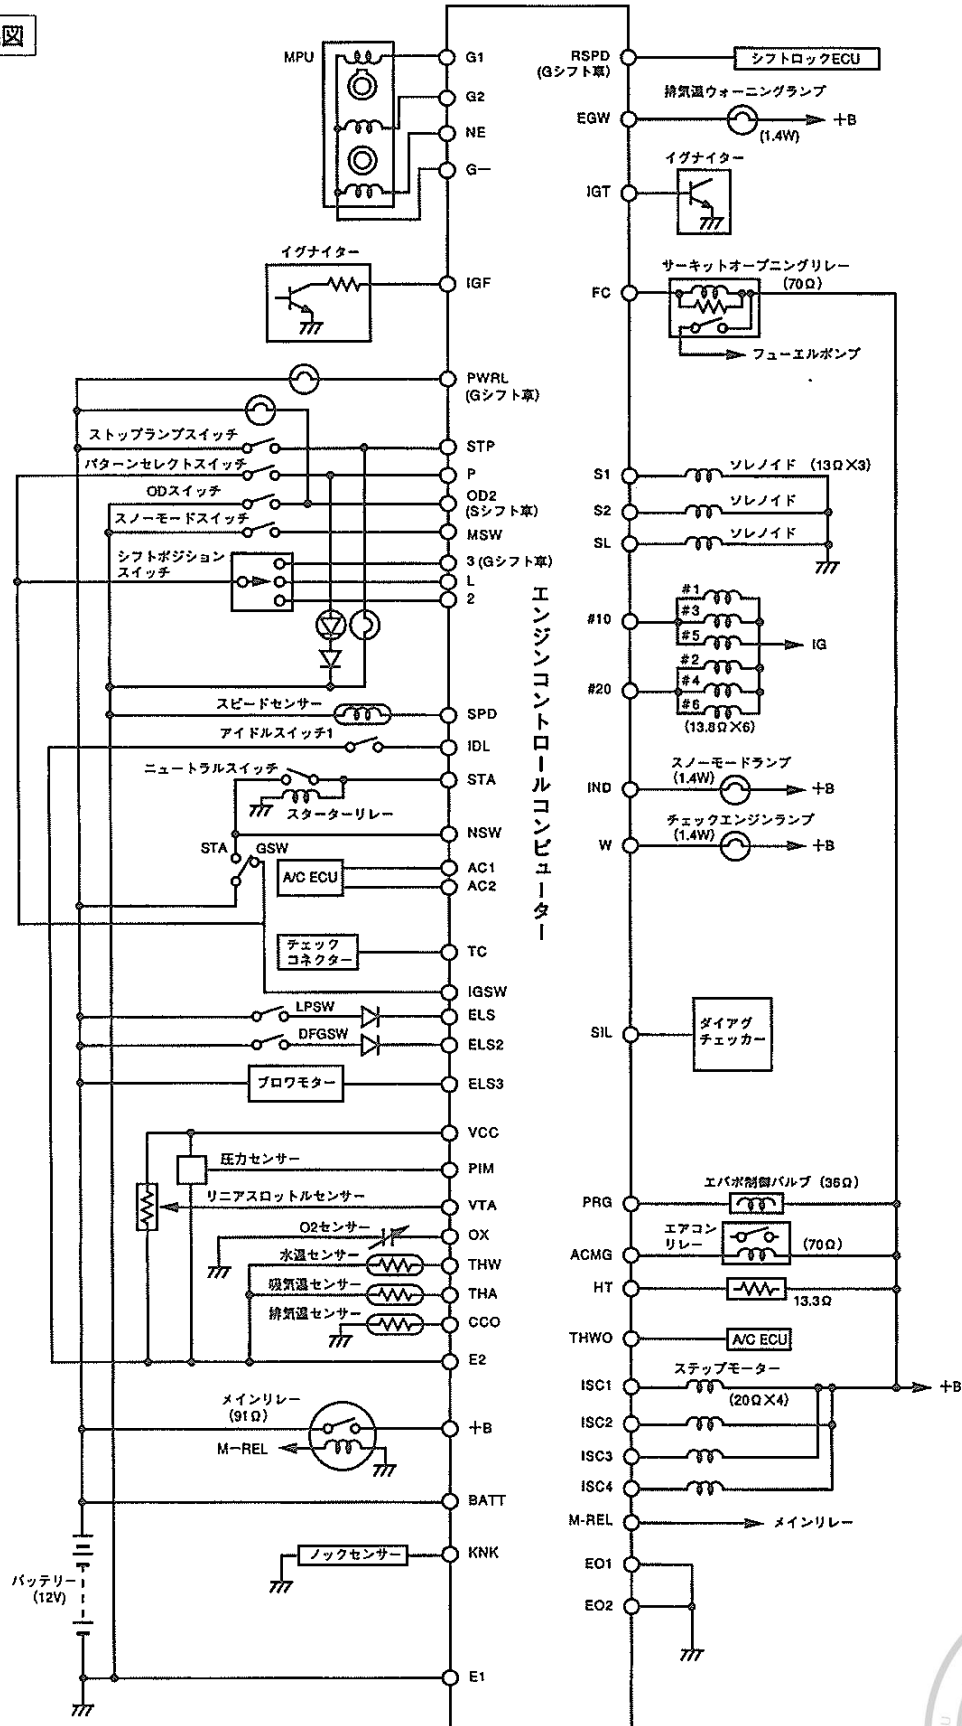 図
MPU
G1
G2
NE
G−
イグナイター
IGF
PWRL
(Gシフト車)
ストップランプスイッチ
STP
パターンセレクトスイッチ
P
ODスイッチ
OD2
(Sシフト車)
スノーモードスイッチ
MSW
シフトポジション
スイッチ
3 (Gシフト車)
L
2
スピードセンサー
SPD
アイドルスイッチ1
IDL
ニュートラルスイッチ
STA
スターターリレー
NSW
STA
GSW
A/C ECU
AC1
AC2
チェック
コネクター
TC
IGSW
LPSW
ELS
DFGSW
ELS2
ブロワモター
ELS3
VCC
圧力センサー
PIM
リニアスロットルセンサー
VTA
O2センサー
OX
水温センサー
THW
吸気温センサー
THA
排気温センサー
CCO
E2
メインリレー
(91Ω)
+B
M−REL
BATT
ノックセンサー
KNK
バッテリー
(12V)
E1
エンジンコントロールコンピューター
RSPD
(Gシフト車)
シフトロックECU
排気温ウォーニングランプ
EGW
+B
(1.4W)
イグナイター
IGT
サーキットオープニングリレー
(70Ω)
FC
フューエルポンプ
S1
ソレノイド (13Ω×3)
S2
ソレノイド
SL
ソレノイド
#10
#1
#3
#5
IG
#20
#2
#4
#6
(13.8Ω×6)
スノーモードランプ
(1.4W)
IND
+B
チェックエンジンランプ
(1.4W)
W
+B
SIL
ダイアグ
チェッカー
エバポ制御バルブ (36Ω)
PRG
エアコン
リレー
(70Ω)
ACMG
HT
13.3Ω
THWO
A/C ECU
ステップモーター
ISC1
(20Ω×4)
+B
ISC2
ISC3
ISC4
M-REL
メインリレー
EO1
EO2